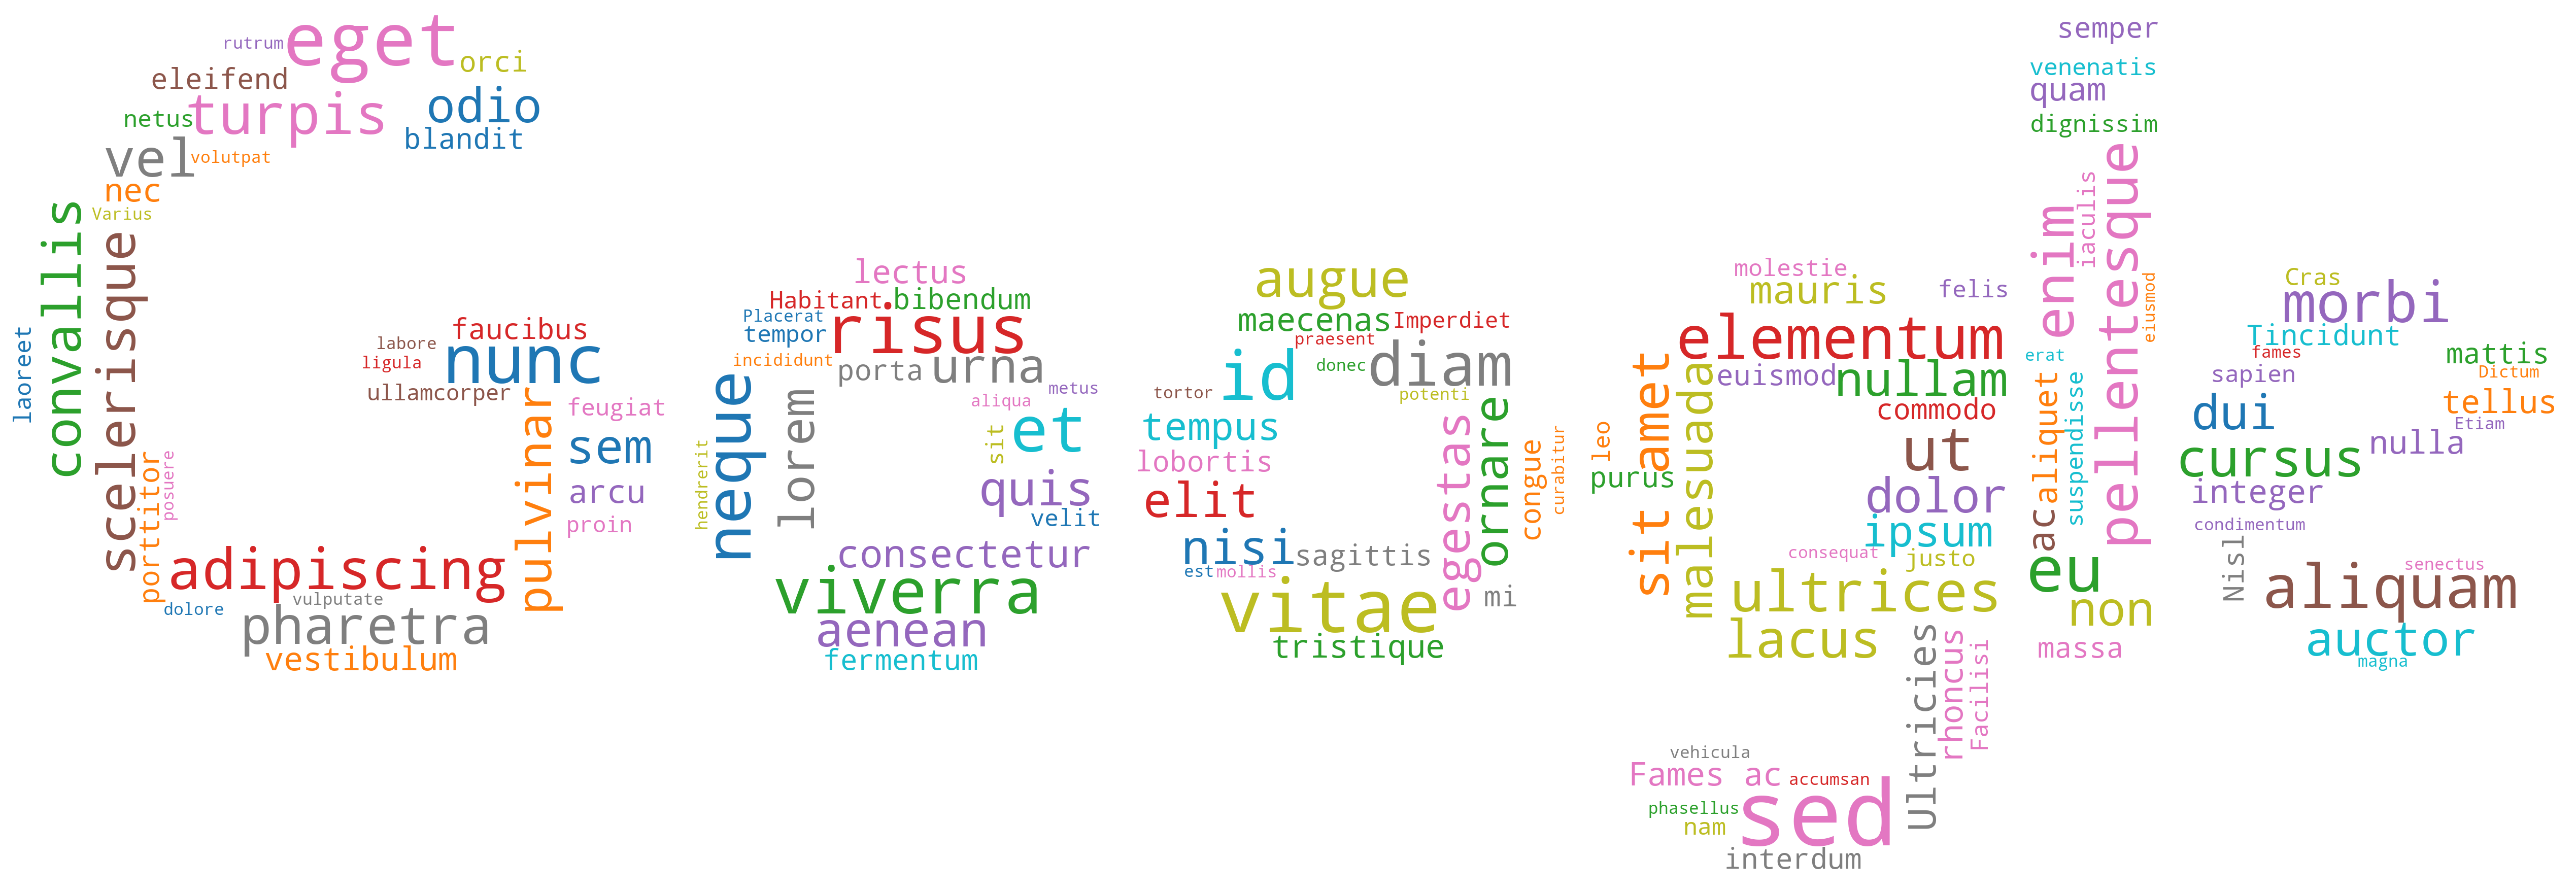 rutrum
eget
orci
eleifend
turpis
odio
netus
blandit
vel
volutpat
nec
Varius
convallis
scelerisque
laoreet
porttitor
posuere
labore
faucibus
ligula
nunc
ullamcorper
pulvinar
feugiat
sem
arcu
proin
adipiscing
dolore
vulputate
pharetra
vestibulum
lectus
Habitant
bibendum
Placerat
tempor
risus
incididunt
porta
urna
metus
neque
lorem
aliqua
et
sit
hendrerit
quis
velit
consectetur
viverra
aenean
fermentum
augue
maecenas
Imperdiet
praesent
id
donec
diam
tortor
potenti
tempus
lobortis
egestas
ornare
elit
congue
curabitur
nisi
sagittis
est
mollis
mi
vitae
tristique
molestie
mauris
felis
elementum
euismod
nullam
sit amet
malesuada
commodo
leo
purus
ut
dolor
ipsum
consequat
justo
ultrices
lacus
Ultricies
rhoncus
Facilisi
vehicula
Fames ac
accumsan
phasellus
sed
nam
interdum
semper
venenatis
quam
dignissim
pellentesque
iaculis
enim
eiusmod
erat
aliquet
suspendisse
ac
eu
non
massa
Cras
morbi
Tincidunt
fames
mattis
sapien
Dictum
dui
tellus
Etiam
nulla
cursus
integer
condimentum
Nisl
senectus
aliquam
auctor
magna